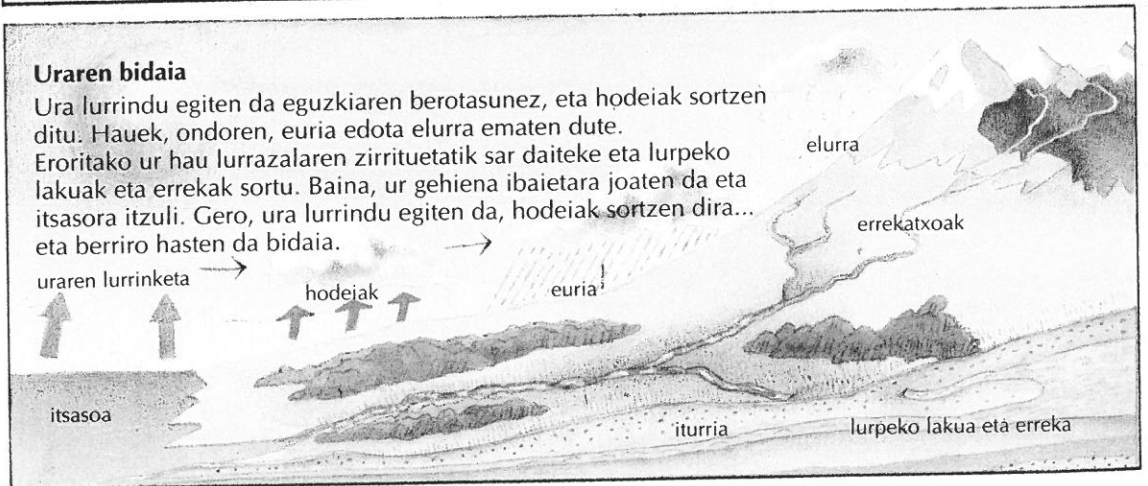 Uraren bidaia
Ura lurrindu egiten da eguzkiaren berotasunez, eta hodeiak sortzen
ditu. Hauek, ondoren, euria edota elurra ematen dute.
Eroritako ur hau lurrazalaren zirrituetatik sar daiteke eta lurpeko
lakuak eta errekak sortu. Baina, ur gehiena ibaietara joaten da eta
itsasora itzuli. Gero, ura lurrindu egiten da, hodeiak sortzen dira...
eta berriro hasten da bidaia.
elurra
errekatxoak
uraren lurrinketa
hodeiak
euria
itsasoa
iturria
lurpeko lakua eta erreka